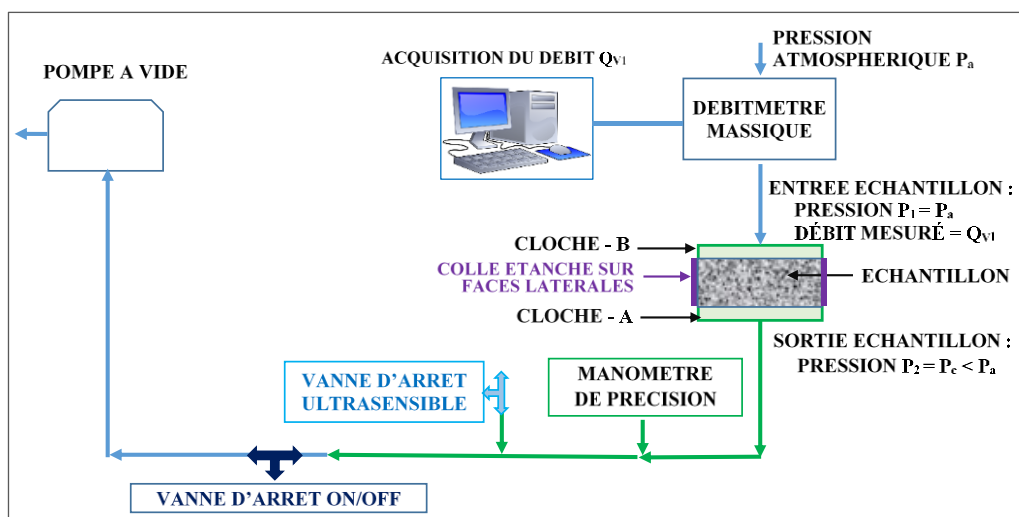 POMPE A VIDE
ACQUISITION DU DEBIT Qv1
PRESSION
ATMOSPHERIQUE Pa
DEBITMETRE
MASSIQUE
ENTREE ECHANTILLON :
PRESSION P1 = Pa
DÉBIT MESURÉ = QV1
CLOCHE - B
COLLE ETANCHE SUR
FACES LATERALES
ECHANTILLON
CLOCHE - A
SORTIE ECHANTILLON :
PRESSION P2 = Pc < Pa
VANNE D'ARRET
ULTRASENSIBLE
MANOMETRE
DE PRECISION
VANNE D'ARRET ON/OFF